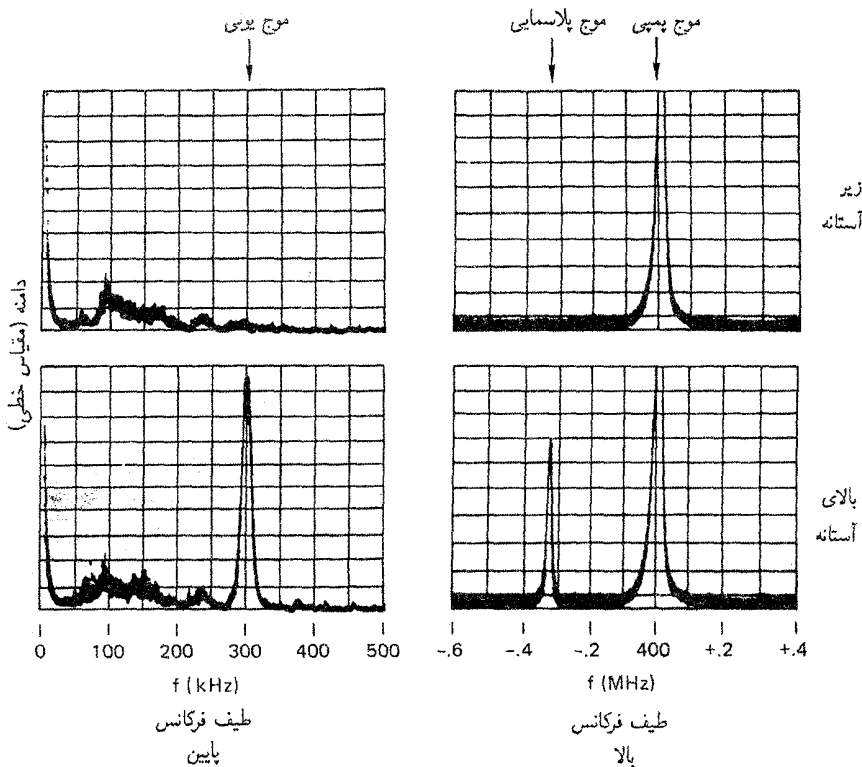 موج یونی
موج پلاسمایی
موج پمپی
زیر
آستانه
دامنه (مقیاس خطی)
بالای
آستانه
0 100 200 300 400 500
f (kHz)
طیف فرکانس
پایین
-.6 -.4 -.2 400 +.2 +.4
f (MHz)
طیف فرکانس
بالا